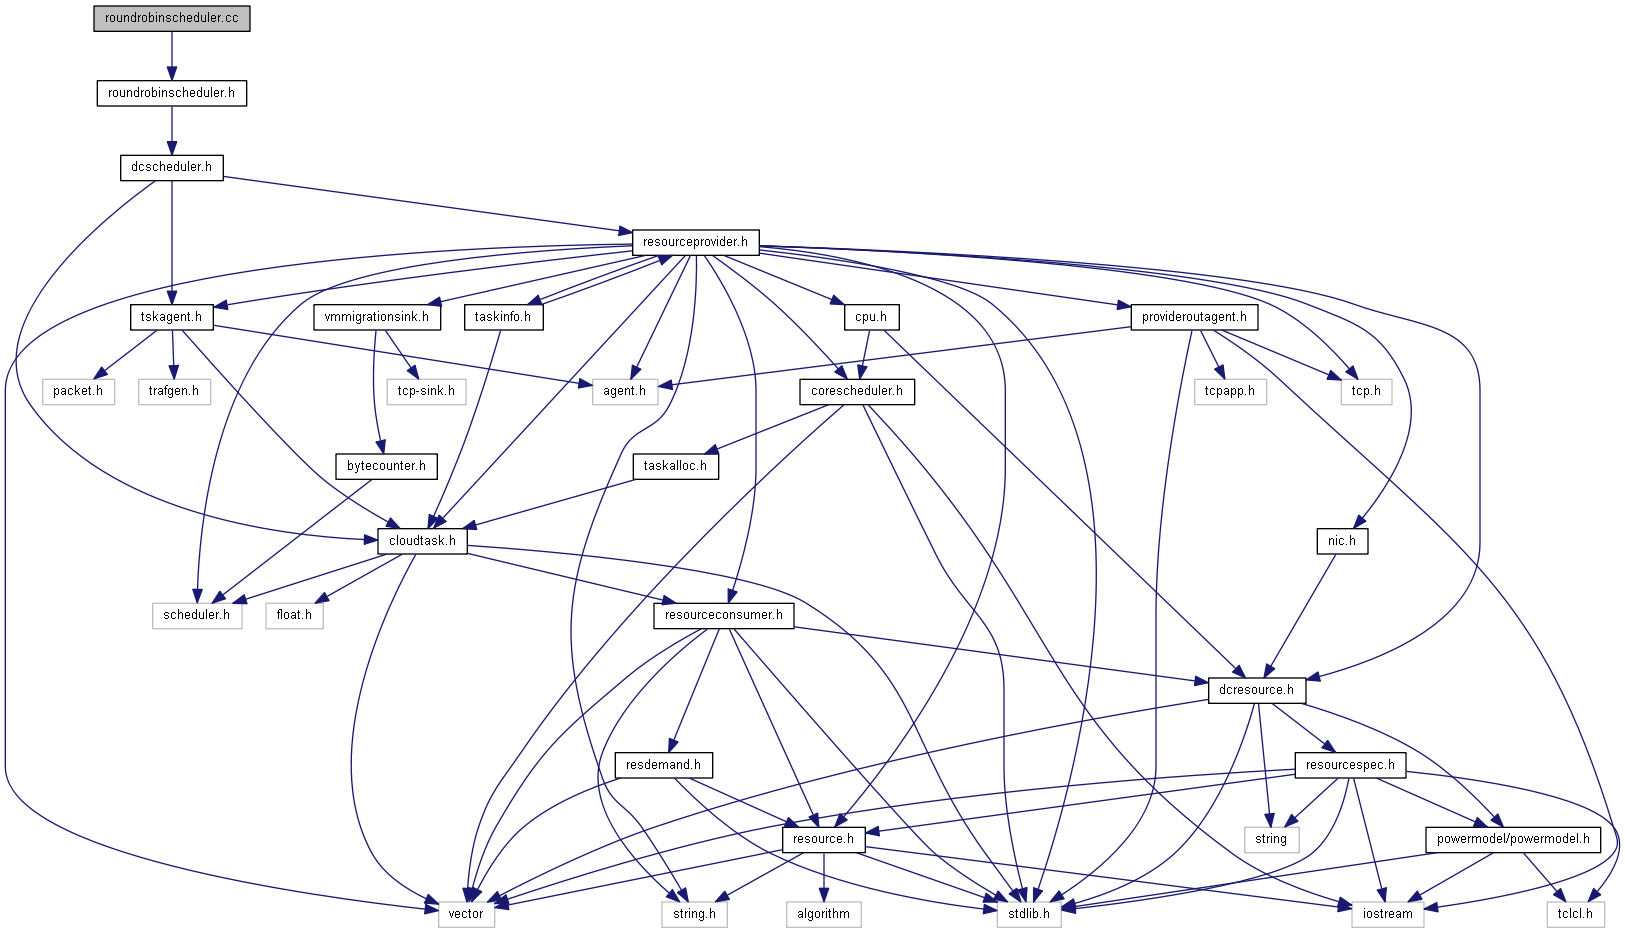 roundrobinscheduler.cc
roundrobinscheduler.h
dcscheduler.h
resourceprovider.h
tskagent.h
vmmigrationsink.h
taskinfo.h
cpu.h
provideroutagent.h
packet.h
trafgen.h
tcp-sink.h
agent.h
corescheduler.h
tcpapp.h
tcp.h
bytecounter.h
taskalloc.h
cloudtask.h
nic.h
scheduler.h
float.h
resourceconsumer.h
dcresource.h
resdemand.h
resourcespec.h
resource.h
string
powermodel/powermodel.h
vector
string.h
algorithm
stdlib.h
iostream
tclcl.h